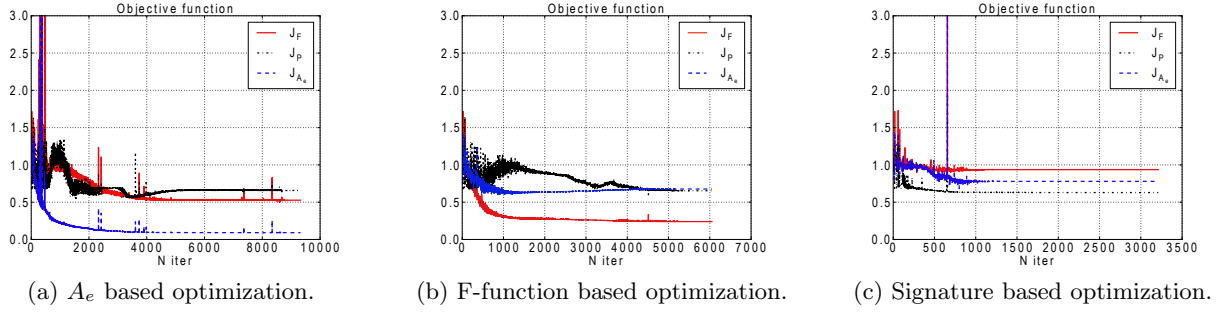 Objective function
3.0
2.5
2.0
1.5
1.0
0.5
0.0
0 2000 4000 6000 8000 10000
N iter
J_F
J_P
J_{A_e}
(a) A_e based optimization.
Objective function
3.0
2.5
2.0
1.5
1.0
0.5
0.0
0 1000 2000 3000 4000 5000 6000 7000
N iter
J_F
J_P
J_{A_e}
(b) F-function based optimization.
Objective function
3.0
2.5
2.0
1.5
1.0
0.5
0.0
0 500 1000 1500 2000 2500 3000 3500
N iter
J_F
J_P
J_{A_e}
(c) Signature based optimization.